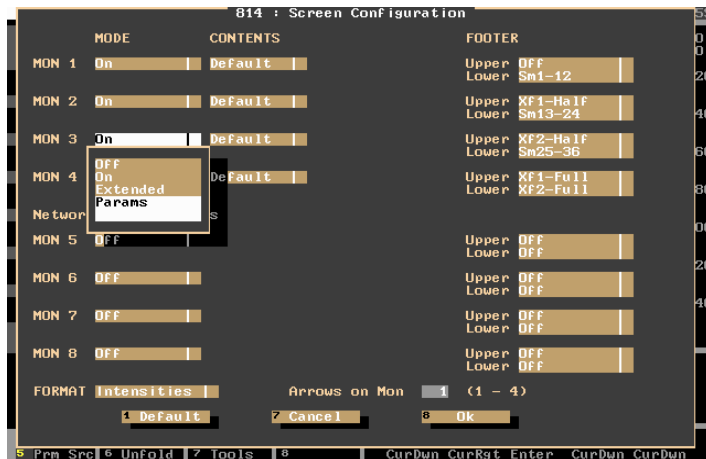 814 : Screen Configuration
MODE CONTENTS FOOTER
MON 1 On Default Upper Off
Lower Sm1-12
MON 2 On Default Upper Xf1-Half
Lower Sm13-24
MON 3 On Default Upper Xf2-Half
Lower Sm25-36
Off
MON 4 On Default Upper Xf1-Full
Extended Lower Xf2-Full
Params
Networ s
MON 5 Off Upper Off
Lower Off
MON 6 Off Upper Off
Lower Off
MON 7 Off Upper Off
Lower Off
MON 8 Off Upper Off
Lower Off
FORMAT Intensities Arrows on Mon 1 (1 - 4)
1 Default 7 Cancel 8 Ok
5 Prm Src 6 Unfold 7 Tools 8 CurDwn CurRgt Enter CurDwn CurDwn